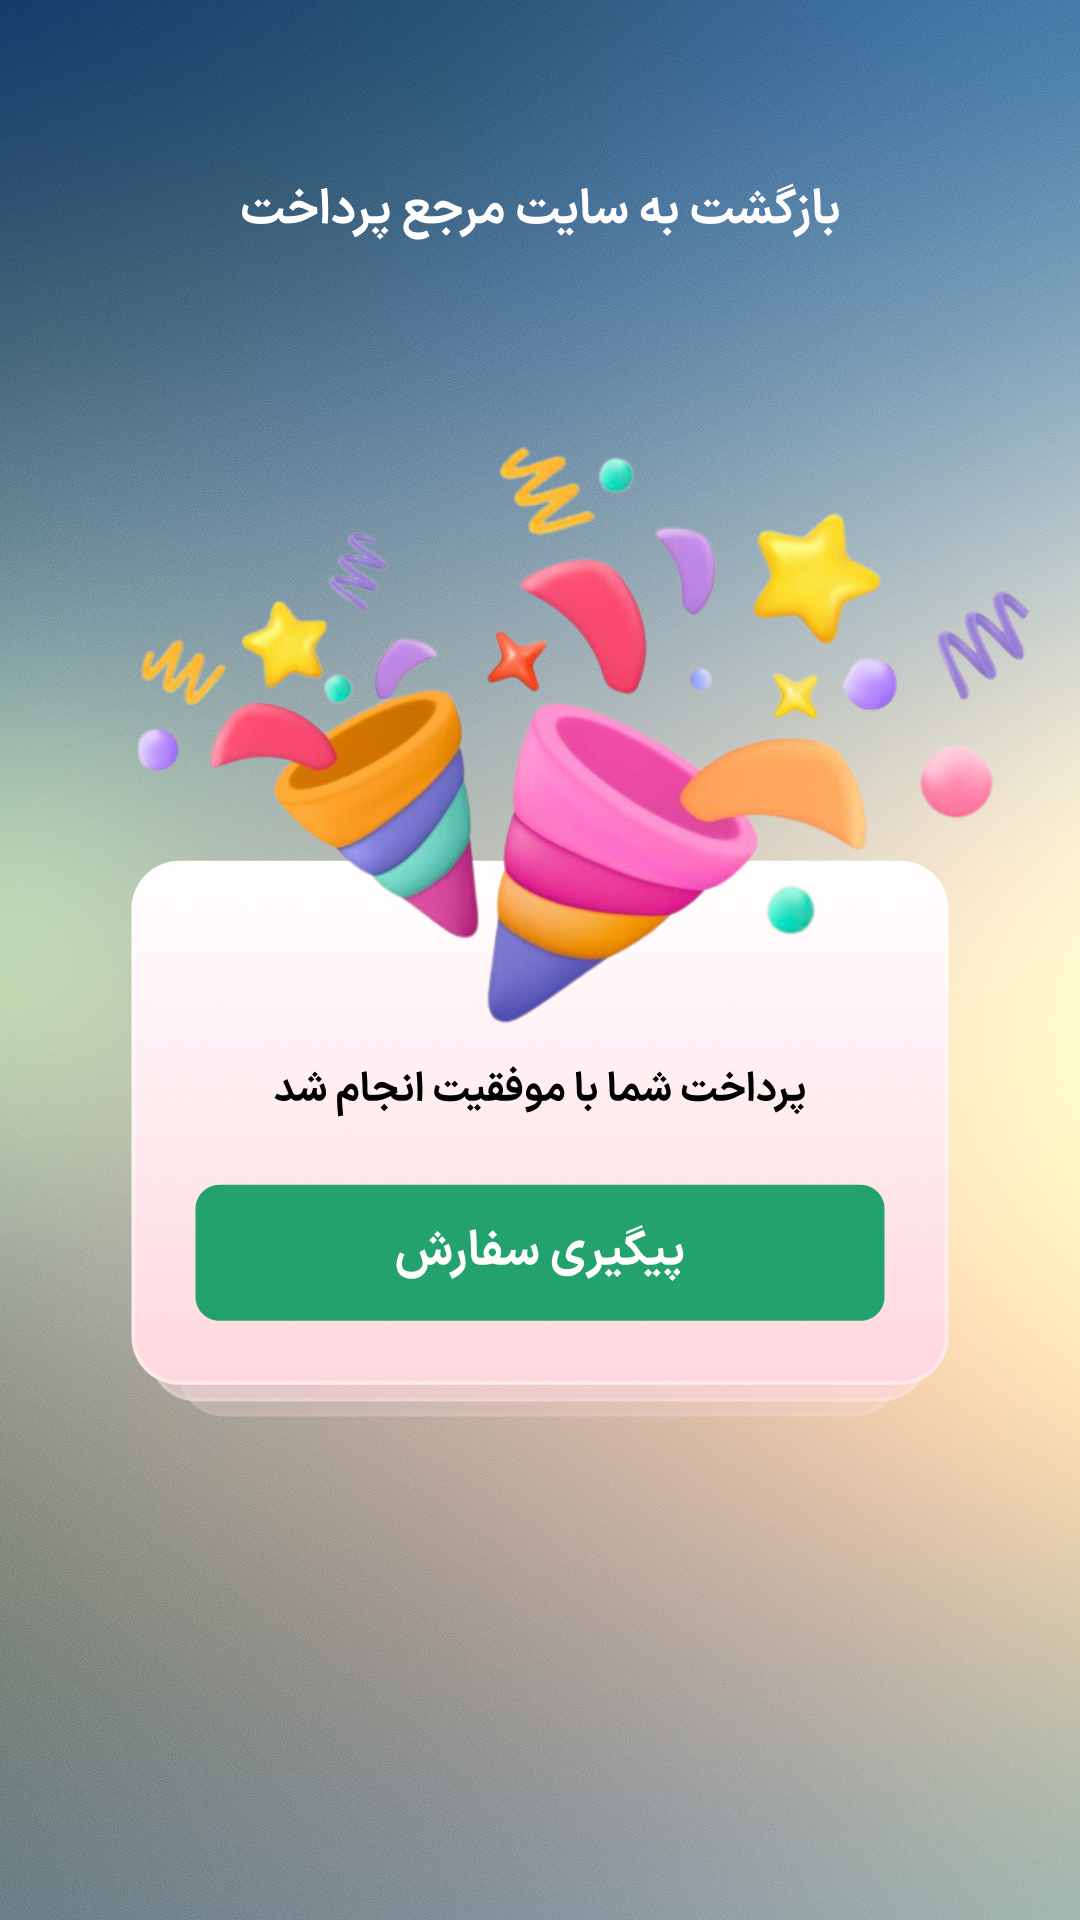 بازگشت به سایت مرجع پرداخت
پرداخت شما با موفقیت انجام شد
پیگیری سفارش